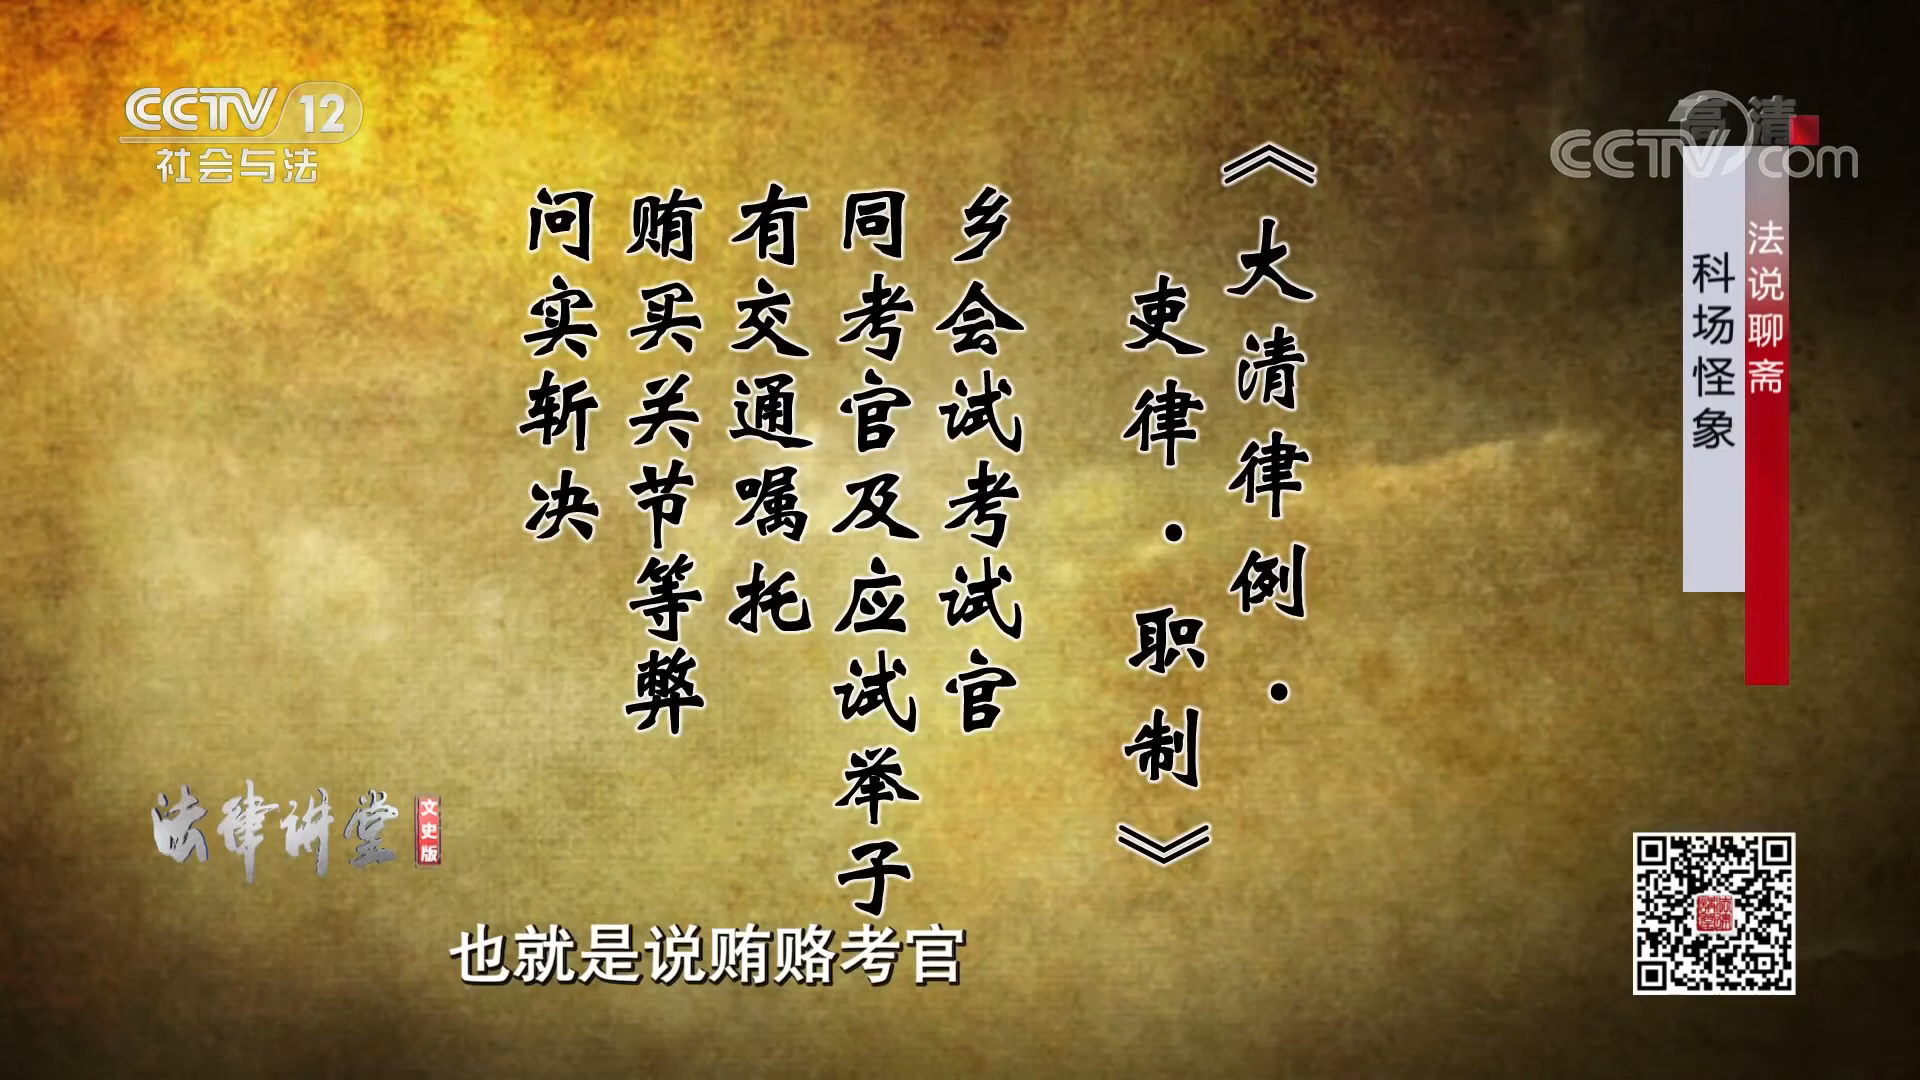 CCTV 12
社会与法
高清
CCTV.com
《大清律例·
吏律·职制》
乡会试考试官
同考官及应试举子
有交通嘱托
贿买关节等弊
问实斩决
法说聊斋
科场怪象
法律讲堂
文史版
也就是说贿赂考官